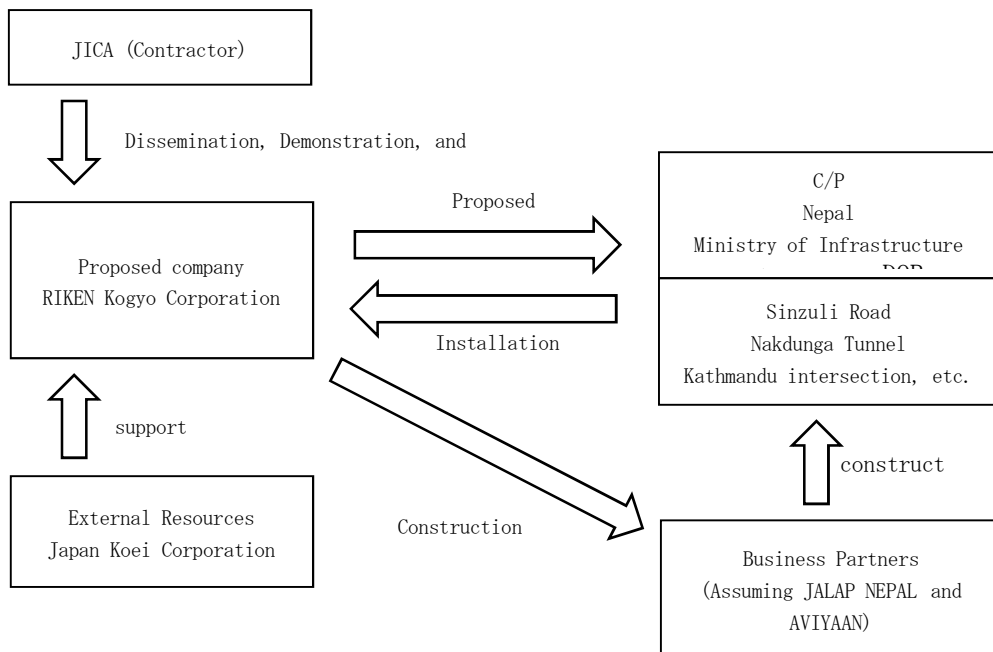 JICA (Contractor)
Dissemination, Demonstration, and
Proposed company
RIKEN Kogyo Corporation
Proposed
Installation
C/P
Nepal
Ministry of Infrastructure
Sinzuli Road
Nakdunga Tunnel
Kathmandu intersection, etc.
support
External Resources
Japan Koei Corporation
Construction
construct
Business Partners
(Assuming JALAP NEPAL and
AVIYAAN)